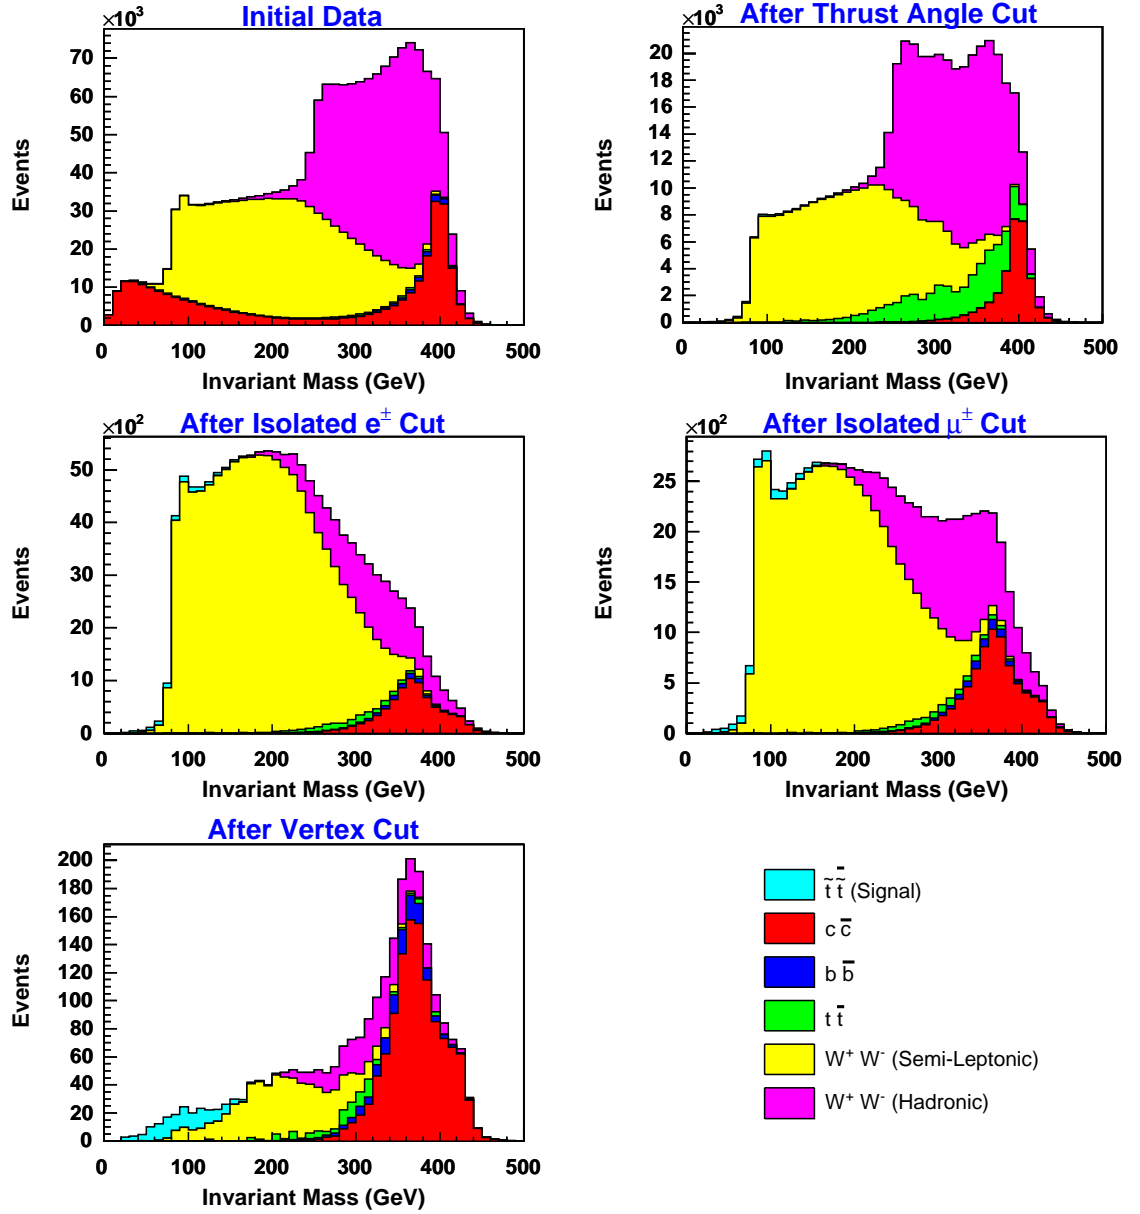 Initial Data
×10³
70
60
50
40
30
20
10
0
Events
0 100 200 300 400 500
Invariant Mass (GeV)
After Thrust Angle Cut
×10³
20
18
16
14
12
10
8
6
4
2
0
Events
0 100 200 300 400 500
Invariant Mass (GeV)
After Isolated e± Cut
×10²
50
40
30
20
10
0
Events
0 100 200 300 400 500
Invariant Mass (GeV)
After Isolated μ± Cut
×10²
25
20
15
10
5
0
Events
0 100 200 300 400 500
Invariant Mass (GeV)
After Vertex Cut
200
180
160
140
120
100
80
60
40
20
0
Events
0 100 200 300 400 500
Invariant Mass (GeV)
t̃ t̃̄ (Signal)
c c̄
b b̄
t t̄
W⁺ W⁻ (Semi-Leptonic)
W⁺ W⁻ (Hadronic)